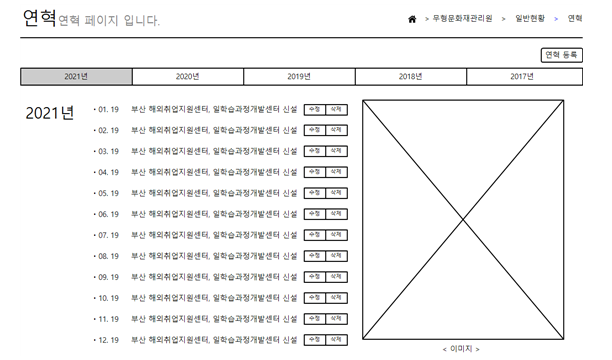 연혁 연혁 페이지 입니다.
> 무형문화재관리원 > 일반현황 > 연혁
연혁 등록
2021년 2020년 2019년 2018년 2017년
2021년
• 01. 19 부산 해외취업지원센터, 일학습과정개발센터 신설 수정 삭제
• 02. 19 부산 해외취업지원센터, 일학습과정개발센터 신설 수정 삭제
• 03. 19 부산 해외취업지원센터, 일학습과정개발센터 신설 수정 삭제
• 04. 19 부산 해외취업지원센터, 일학습과정개발센터 신설 수정 삭제
• 05. 19 부산 해외취업지원센터, 일학습과정개발센터 신설 수정 삭제
• 06. 19 부산 해외취업지원센터, 일학습과정개발센터 신설 수정 삭제
• 07. 19 부산 해외취업지원센터, 일학습과정개발센터 신설 수정 삭제
• 08. 19 부산 해외취업지원센터, 일학습과정개발센터 신설 수정 삭제
• 09. 19 부산 해외취업지원센터, 일학습과정개발센터 신설 수정 삭제
• 10. 19 부산 해외취업지원센터, 일학습과정개발센터 신설 수정 삭제
• 11. 19 부산 해외취업지원센터, 일학습과정개발센터 신설 수정 삭제
• 12. 19 부산 해외취업지원센터, 일학습과정개발센터 신설 수정 삭제
< 이미지 >